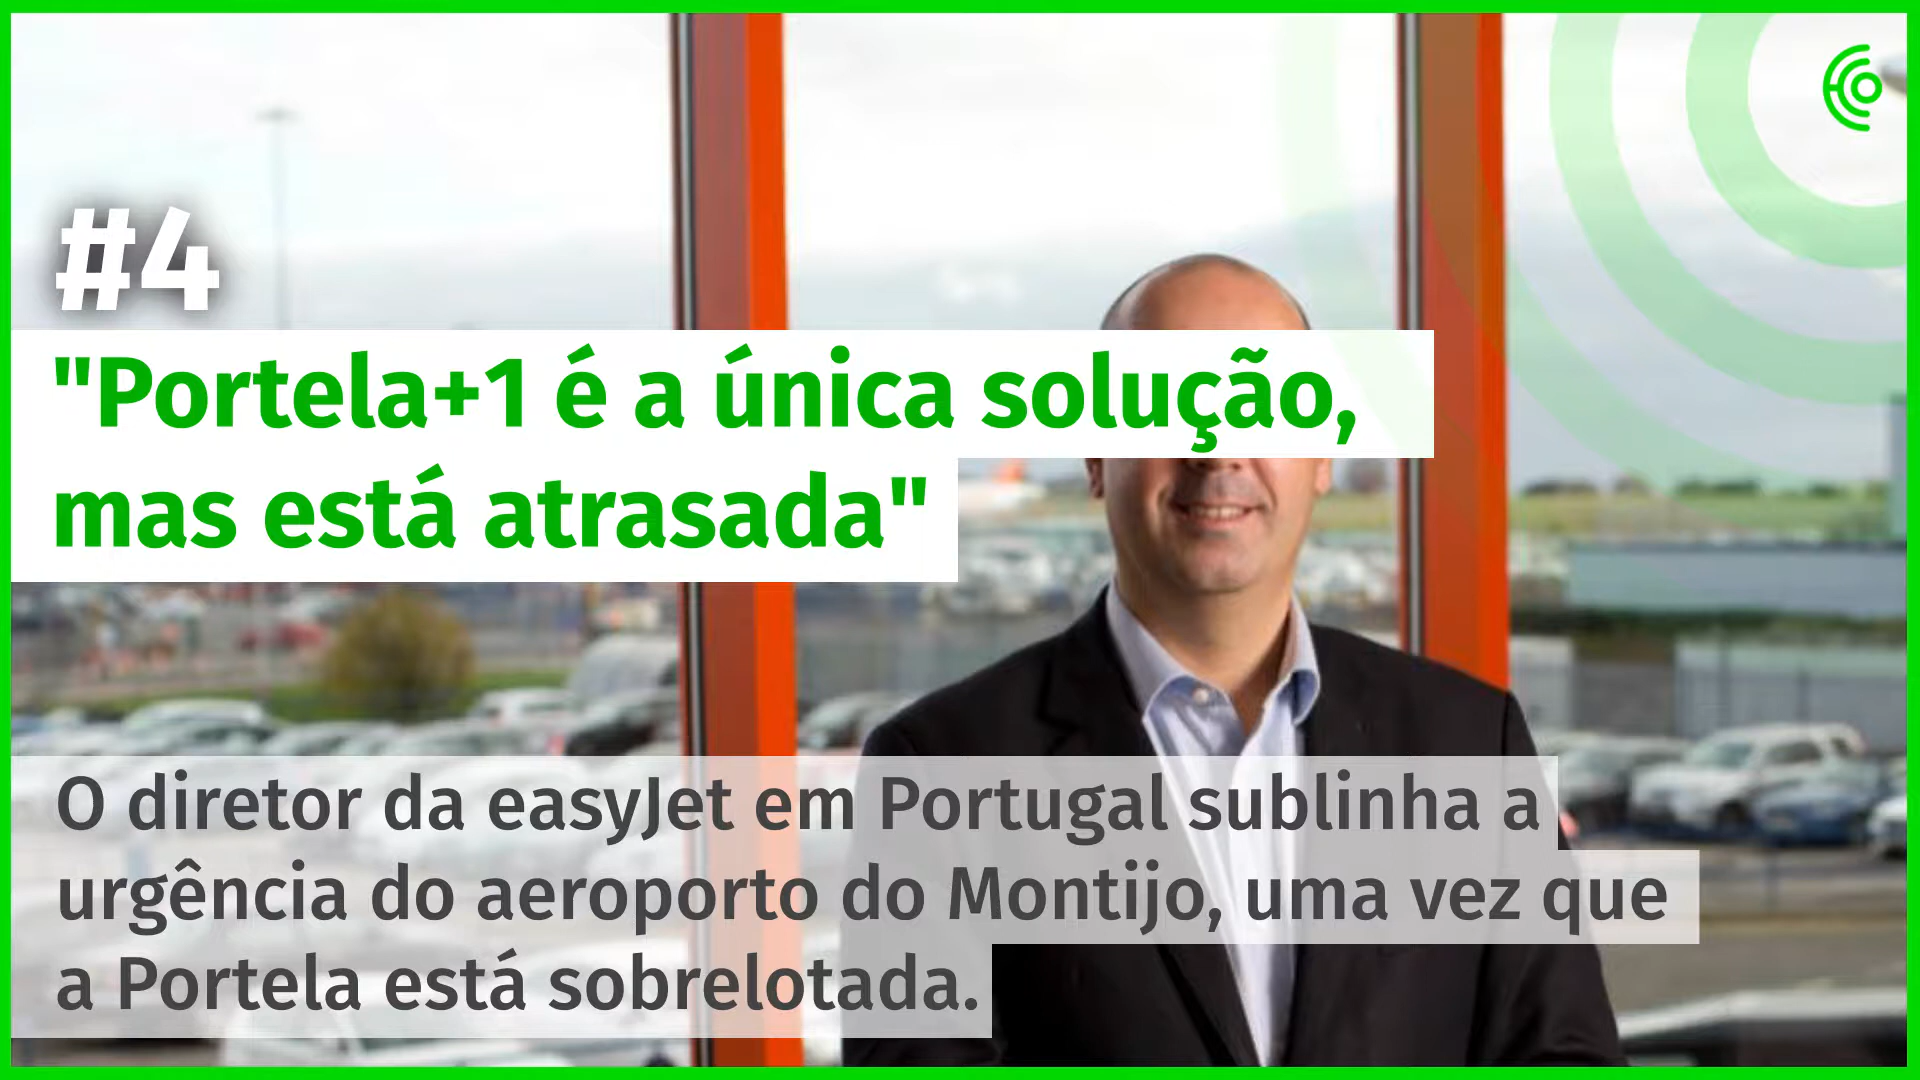 #4
"Portela+1 é a única solução,
mas está atrasada"
O diretor da easyJet em Portugal sublinha a
urgência do aeroporto do Montijo, uma vez que
a Portela está sobrelotada.